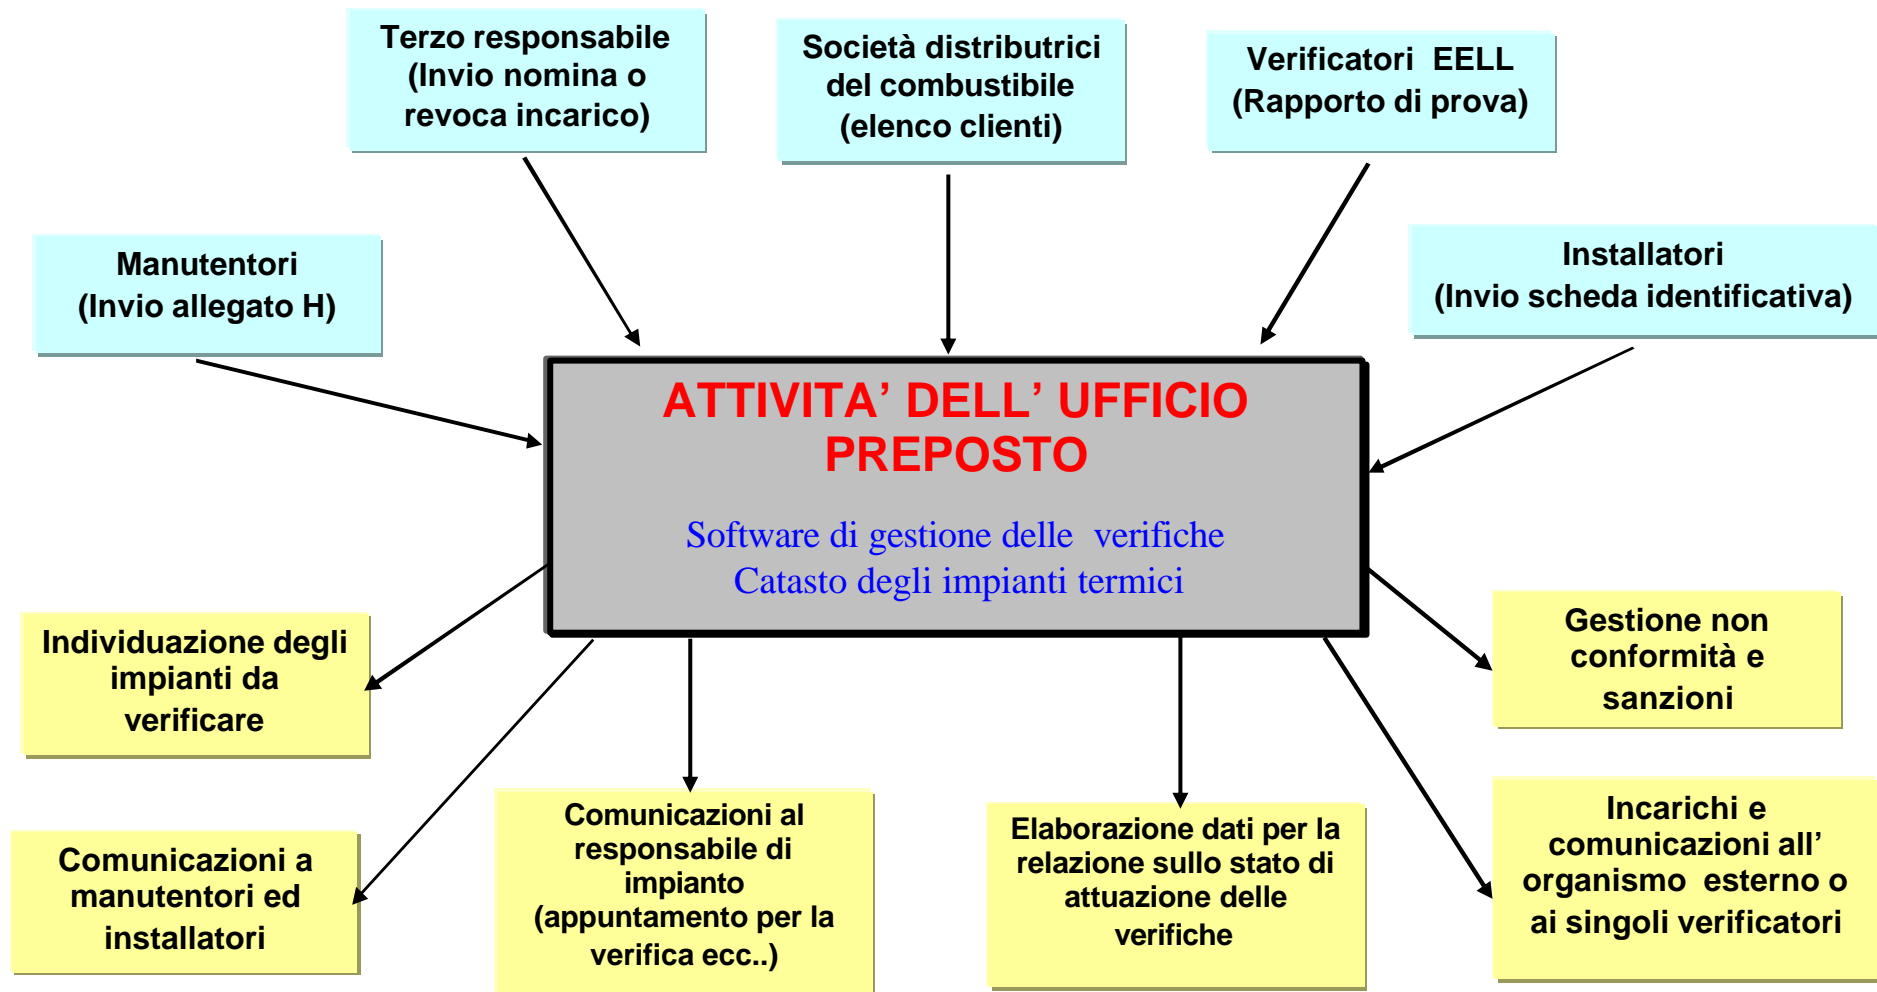 Terzo responsabile
(Invio nomina o
revoca incarico)
Società distributrici
del combustibile
(elenco clienti)
Verificatori  EELL
(Rapporto di prova)
Manutentori
(Invio allegato H)
Installatori
(Invio scheda identificativa)
ATTIVITA’ DELL’ UFFICIO
PREPOSTO
Software di gestione delle  verifiche
Catasto degli impianti termici
Individuazione degli
impianti da
verificare
Gestione non
conformità e
sanzioni
Comunicazioni a
manutentori ed
installatori
Comunicazioni al
responsabile di
impianto
(appuntamento per la
verifica ecc..)
Elaborazione dati per la
relazione sullo stato di
attuazione delle
verifiche
Incarichi e
comunicazioni all’
organismo  esterno o
ai singoli verificatori